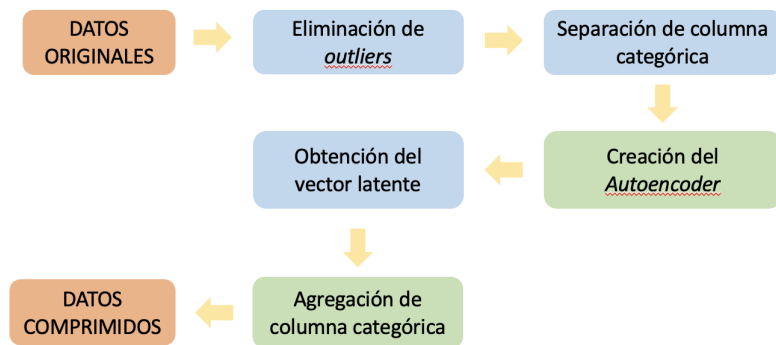 DATOS
ORIGINALES
Eliminación de
outliers
Separación de columna
categórica
Creación del
Autoencoder
Obtención del
vector latente
Agregación de
columna categórica
DATOS
COMPRIMIDOS